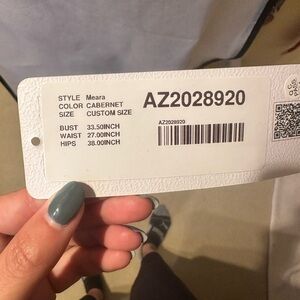 STYLE Meara
COLOR CABERNET
SIZE CUSTOM SIZE
BUST 33.50INCH
WAIST 27.00INCH
HIPS 38.00INCH
AZ2028920
AZ2028920